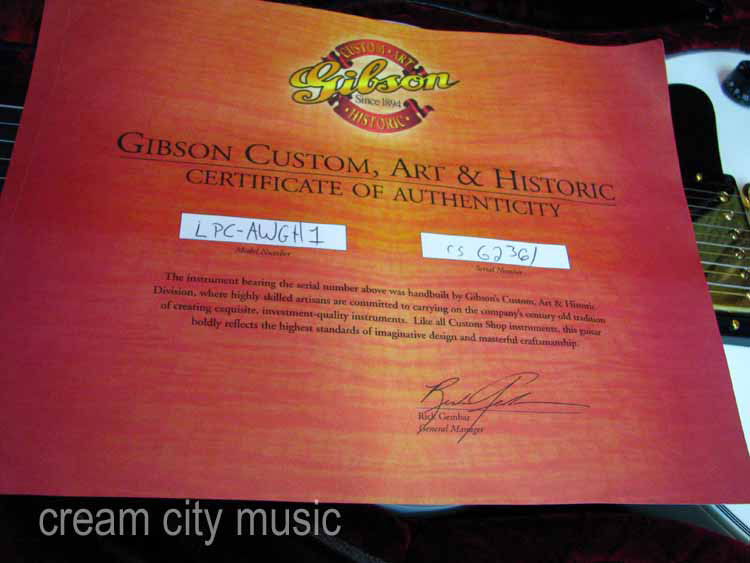 CUSTOM · ART
Gibson
Since 1894
· HISTORIC ·
GIBSON CUSTOM, ART & HISTORIC
CERTIFICATE OF AUTHENTICITY
LPC-AWGH1
Model Number
cs 62361
Serial Number
The instrument bearing the serial number above was handbuilt by Gibson's Custom, Art & Historic
Division, where highly skilled artisans are committed to carrying on the company's century old tradition
of creating exquisite, investment-quality instruments. Like all Custom Shop instruments, this guitar
boldly reflects the highest standards of imaginative design and masterful craftsmanship.
Rick Gembar
General Manager
cream city music